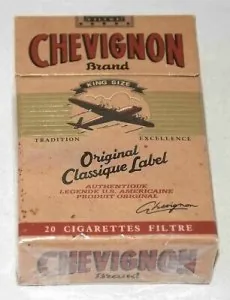 CHEVIGNON
Brand
KING SIZE
TRADITION EXCELLENCE
Original
Classique Label
AUTHENTIQUE
LEGENDE U.S. AMERICAINE
PRODUIT ORIGINAL
Chevignon
20 CIGARETTES FILTRE
CHEVIGNON
Brand